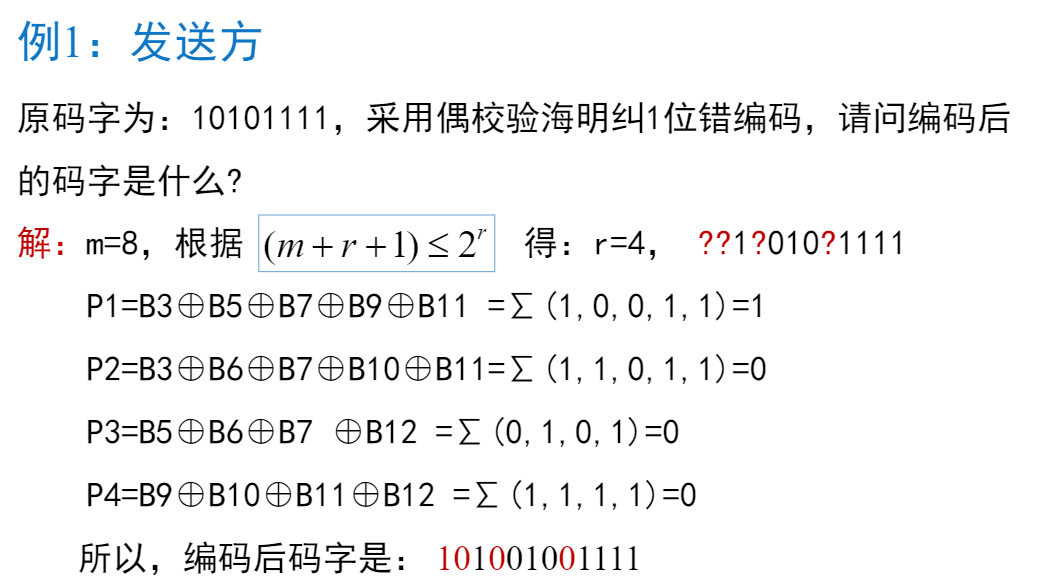 例1：发送方
原码字为：10101111，采用偶校验海明纠1位错编码，请问编码后
的码字是什么?
解：m=8，根据 (m+r+1)≤2^r 得：r=4， ??1?010?1111
P1=B3⊕B5⊕B7⊕B9⊕B11 =∑(1,0,0,1,1)=1
P2=B3⊕B6⊕B7⊕B10⊕B11=∑(1,1,0,1,1)=0
P3=B5⊕B6⊕B7 ⊕B12 =∑(0,1,0,1)=0
P4=B9⊕B10⊕B11⊕B12 =∑(1,1,1,1)=0
所以，编码后码字是： 101001001111